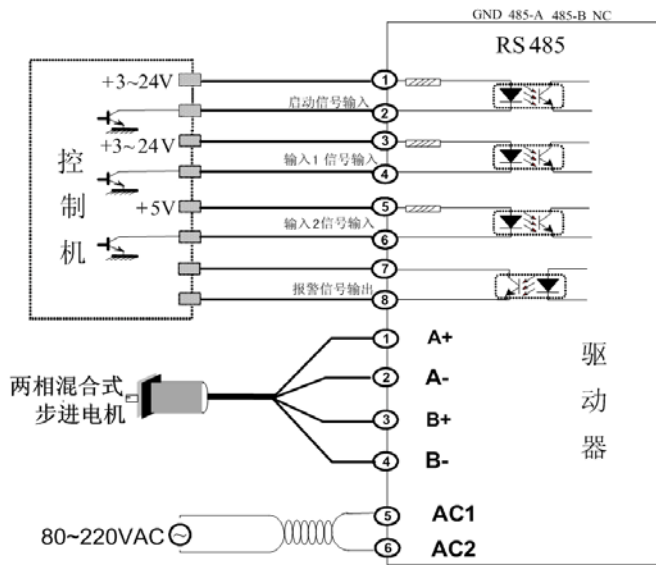 GND 485-A 485-B NC
RS 485
+3~24V
1
启动信号输入
2
+3~24V
3
输入1 信号输入
4
+5V
5
输入2信号输入
6
7
报警信号输出
8
控制机
1 A+
两相混合式
步进电机
2 A-
3 B+
4 B-
驱动器
80~220VAC
5 AC1
6 AC2